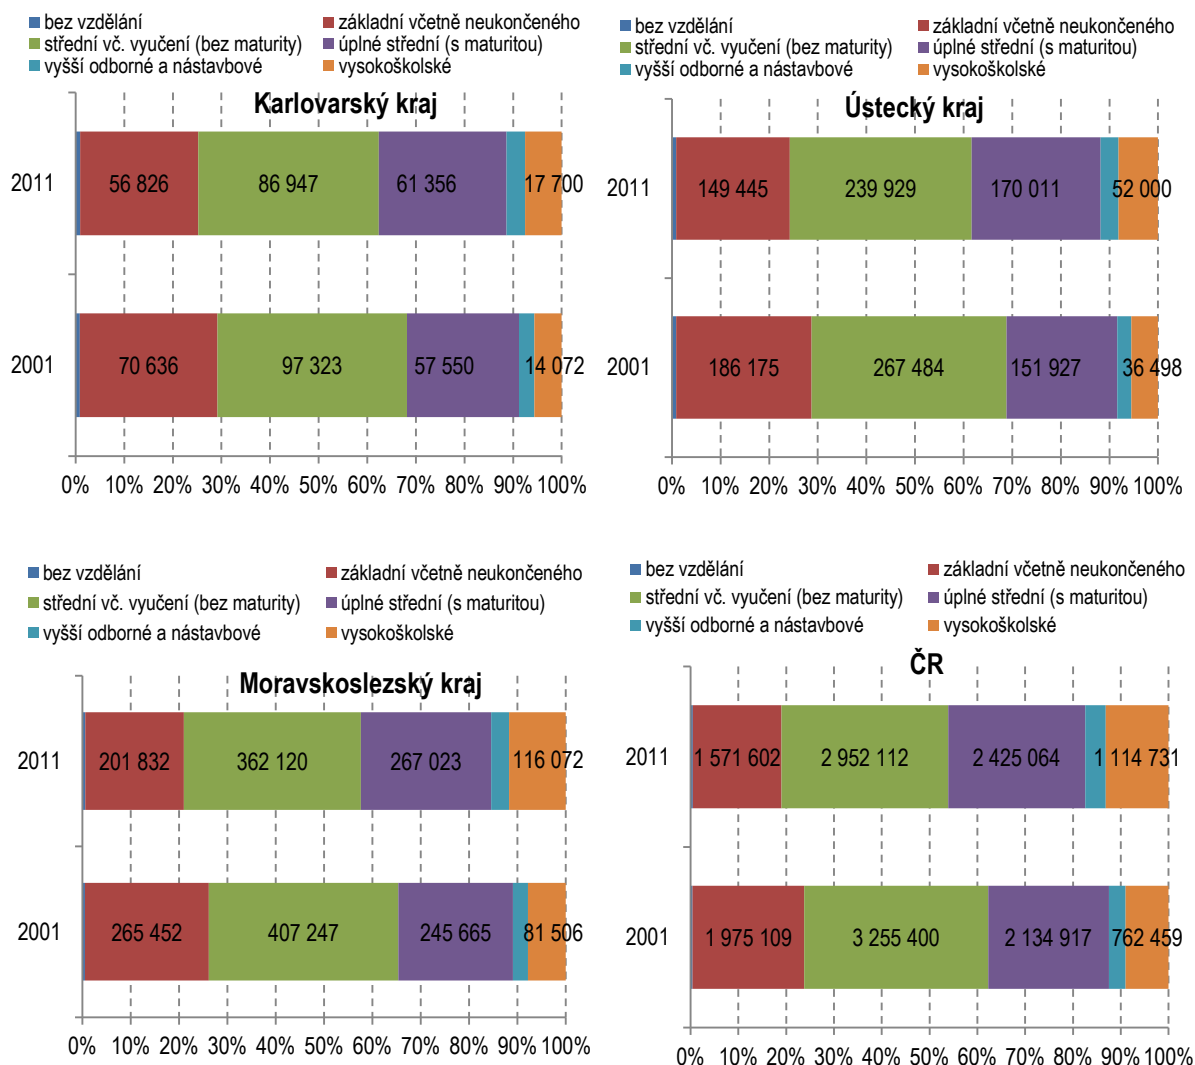 bez vzdělání
základní včetně neukončeného
střední vč. vyučení (bez maturity)
úplné střední (s maturitou)
vyšší odborné a nástavbové
vysokoškolské
Karlovarský kraj
2011
56 826
86 947
61 356
17 700
2001
70 636
97 323
57 550
14 072
0% 10% 20% 30% 40% 50% 60% 70% 80% 90% 100%
bez vzdělání
základní včetně neukončeného
střední vč. vyučení (bez maturity)
úplné střední (s maturitou)
vyšší odborné a nástavbové
vysokoškolské
Ústecký kraj
2011
149 445
239 929
170 011
52 000
2001
186 175
267 484
151 927
36 498
0% 10% 20% 30% 40% 50% 60% 70% 80% 90% 100%
bez vzdělání
základní včetně neukončeného
střední vč. vyučení (bez maturity)
úplné střední (s maturitou)
vyšší odborné a nástavbové
vysokoškolské
Moravskoslezský kraj
2011
201 832
362 120
267 023
116 072
2001
265 452
407 247
245 665
81 506
0% 10% 20% 30% 40% 50% 60% 70% 80% 90% 100%
bez vzdělání
základní včetně neukončeného
střední vč. vyučení (bez maturity)
úplné střední (s maturitou)
vyšší odborné a nástavbové
vysokoškolské
ČR
2011
1 571 602
2 952 112
2 425 064
1 114 731
2001
1 975 109
3 255 400
2 134 917
762 459
0% 10% 20% 30% 40% 50% 60% 70% 80% 90% 100%